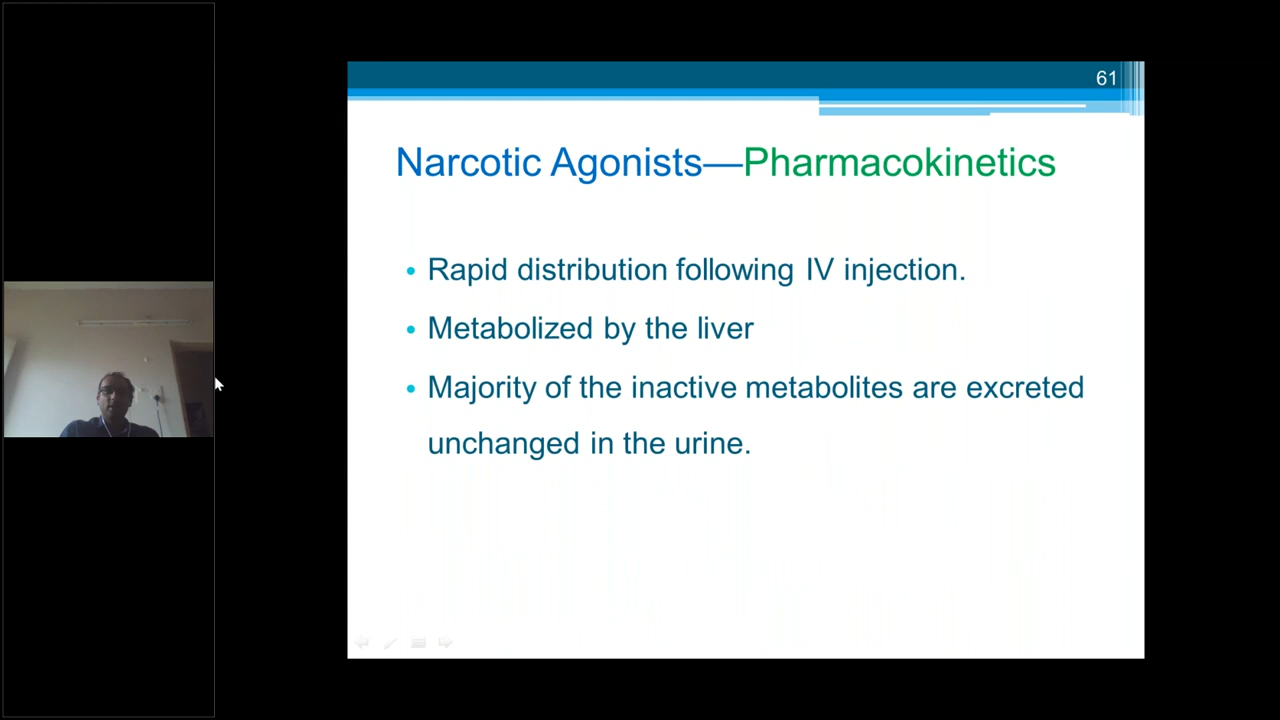 61
Narcotic Agonists—Pharmacokinetics
• Rapid distribution following IV injection.
• Metabolized by the liver
• Majority of the inactive metabolites are excreted
unchanged in the urine.